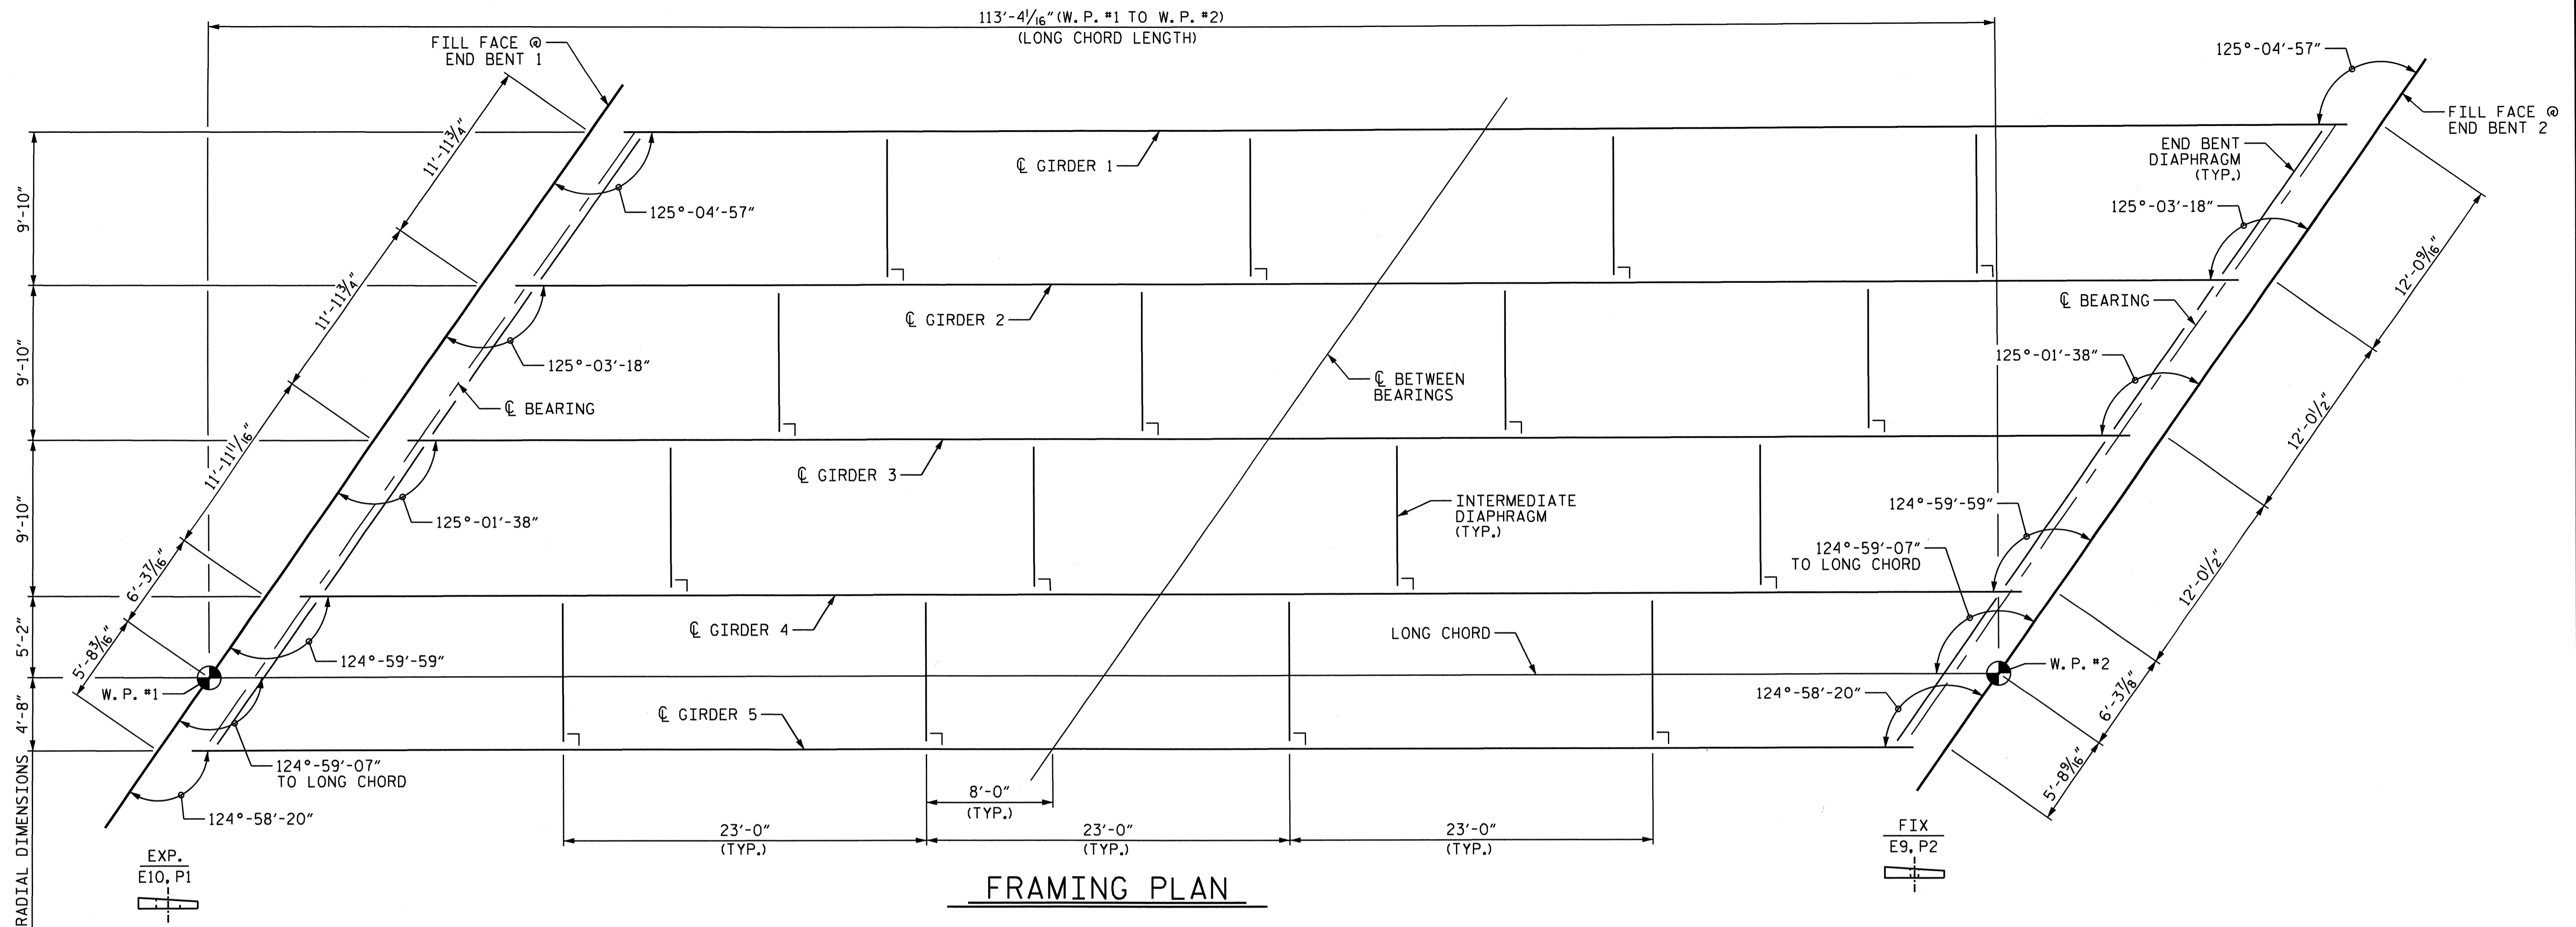 113'-4 1/16" (W. P. #1 TO W. P. #2)
(LONG CHORD LENGTH)
FILL FACE @
END BENT 1
125°-04'-57"
FILL FACE @
END BENT 2
11'-11 3/4"
9'-10"
℄ GIRDER 1
END BENT
DIAPHRAGM
(TYP.)
125°-04'-57"
125°-03'-18"
12'-0 9/16"
11'-11 3/4"
℄ BEARING
9'-10"
℄ GIRDER 2
125°-03'-18"
125°-01'-38"
℄ BETWEEN
BEARINGS
℄ BEARING
12'-0 1/2"
11'-11 11/16"
9'-10"
℄ GIRDER 3
INTERMEDIATE
DIAPHRAGM
(TYP.)
125°-01'-38"
124°-59'-59"
124°-59'-07"
TO LONG CHORD
12'-0 1/2"
6'-3 7/16"
5'-2"
℄ GIRDER 4
LONG CHORD
124°-59'-59"
5'-8 3/16"
W. P. #1
W. P. #2
124°-58'-20"
6'-3 7/8"
4'-8"
℄ GIRDER 5
124°-59'-07"
TO LONG CHORD
5'-8 9/16"
8'-0"
(TYP.)
124°-58'-20"
23'-0"
(TYP.)
23'-0"
(TYP.)
23'-0"
(TYP.)
RADIAL DIMENSIONS
EXP.
E10, P1
FIX
E9, P2
FRAMING PLAN